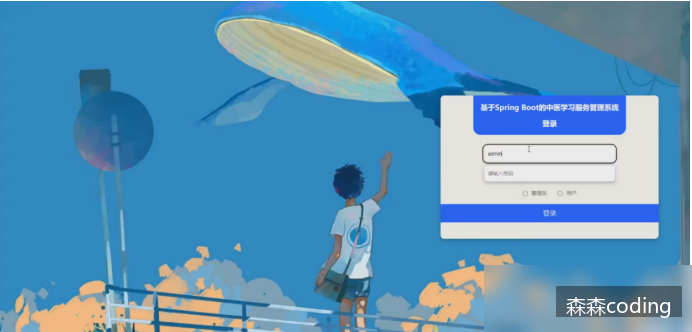 基于Spring Boot的中医学习服务管理系统
登录
admin
请输入密码
管理员
用户
登录
森森coding